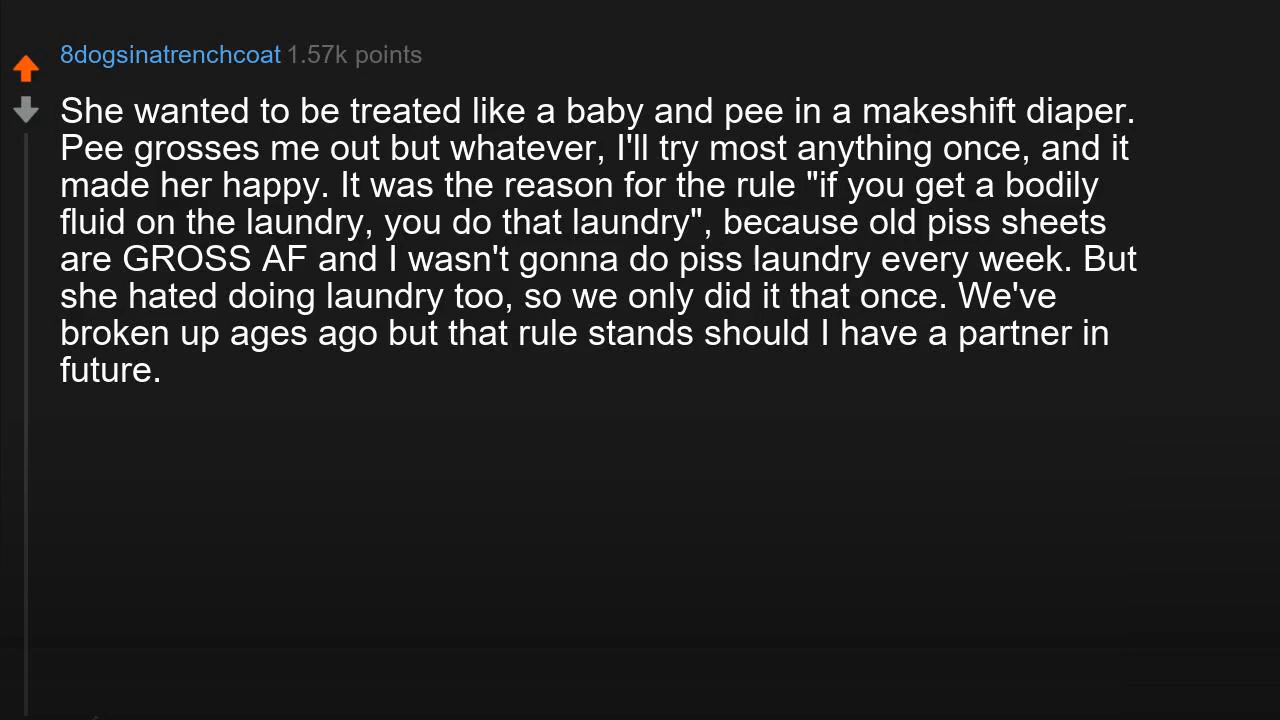 8dogsinatrenchcoat 1.57k points
She wanted to be treated like a baby and pee in a makeshift diaper.
Pee grosses me out but whatever, I'll try most anything once, and it
made her happy. It was the reason for the rule "if you get a bodily
fluid on the laundry, you do that laundry", because old piss sheets
are GROSS AF and I wasn't gonna do piss laundry every week. But
she hated doing laundry too, so we only did it that once. We've
broken up ages ago but that rule stands should I have a partner in
future.